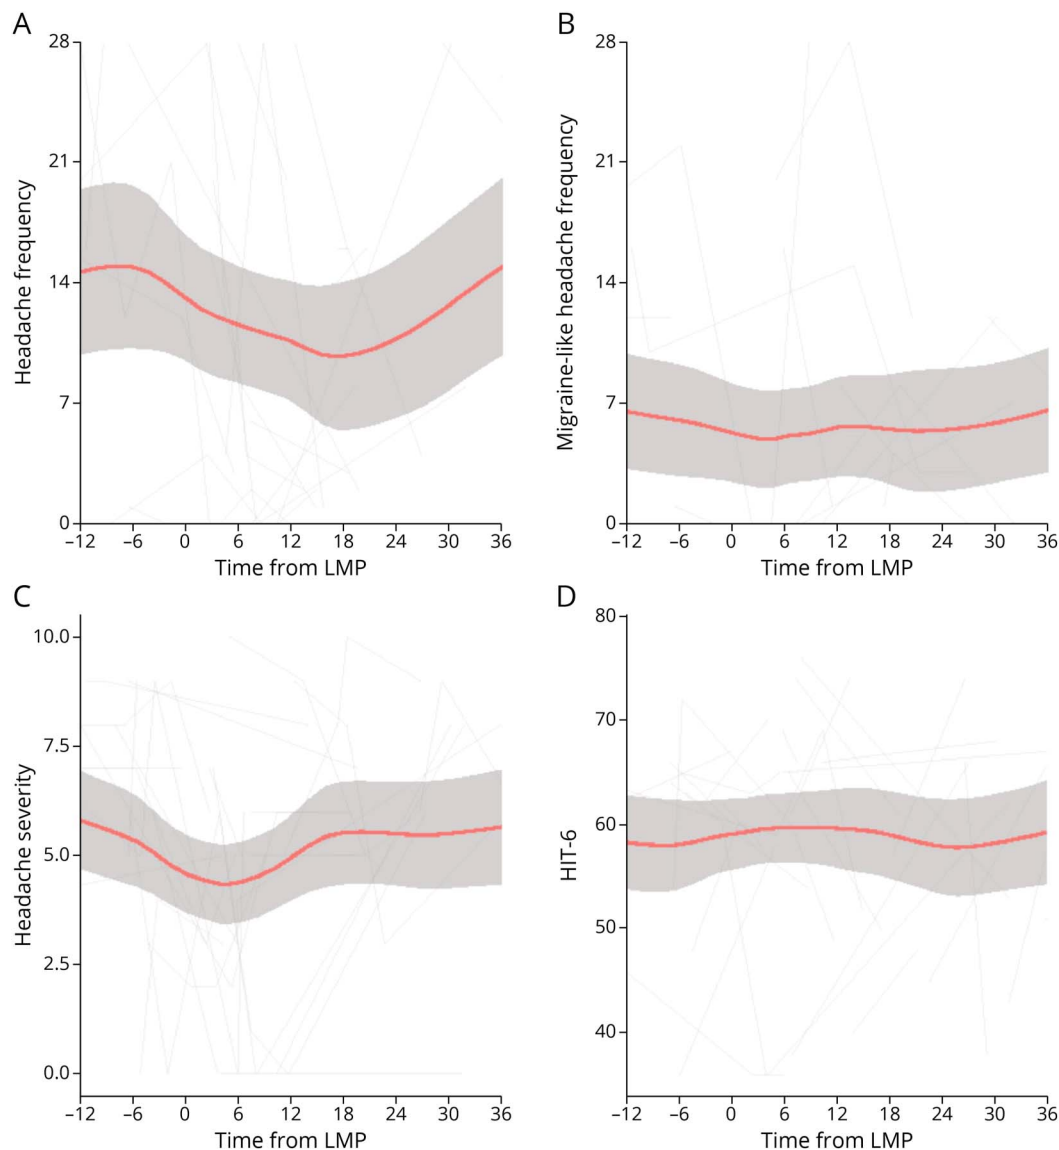 A
Headache frequency
28
21
14
7
0
–12 –6 0 6 12 18 24 30 36
Time from LMP
B
Migraine-like headache frequency
28
21
14
7
0
–12 –6 0 6 12 18 24 30 36
Time from LMP
C
Headache severity
10.0
7.5
5.0
2.5
0.0
–12 –6 0 6 12 18 24 30 36
Time from LMP
D
HIT-6
80
70
60
50
40
–12 –6 0 6 12 18 24 30 36
Time from LMP